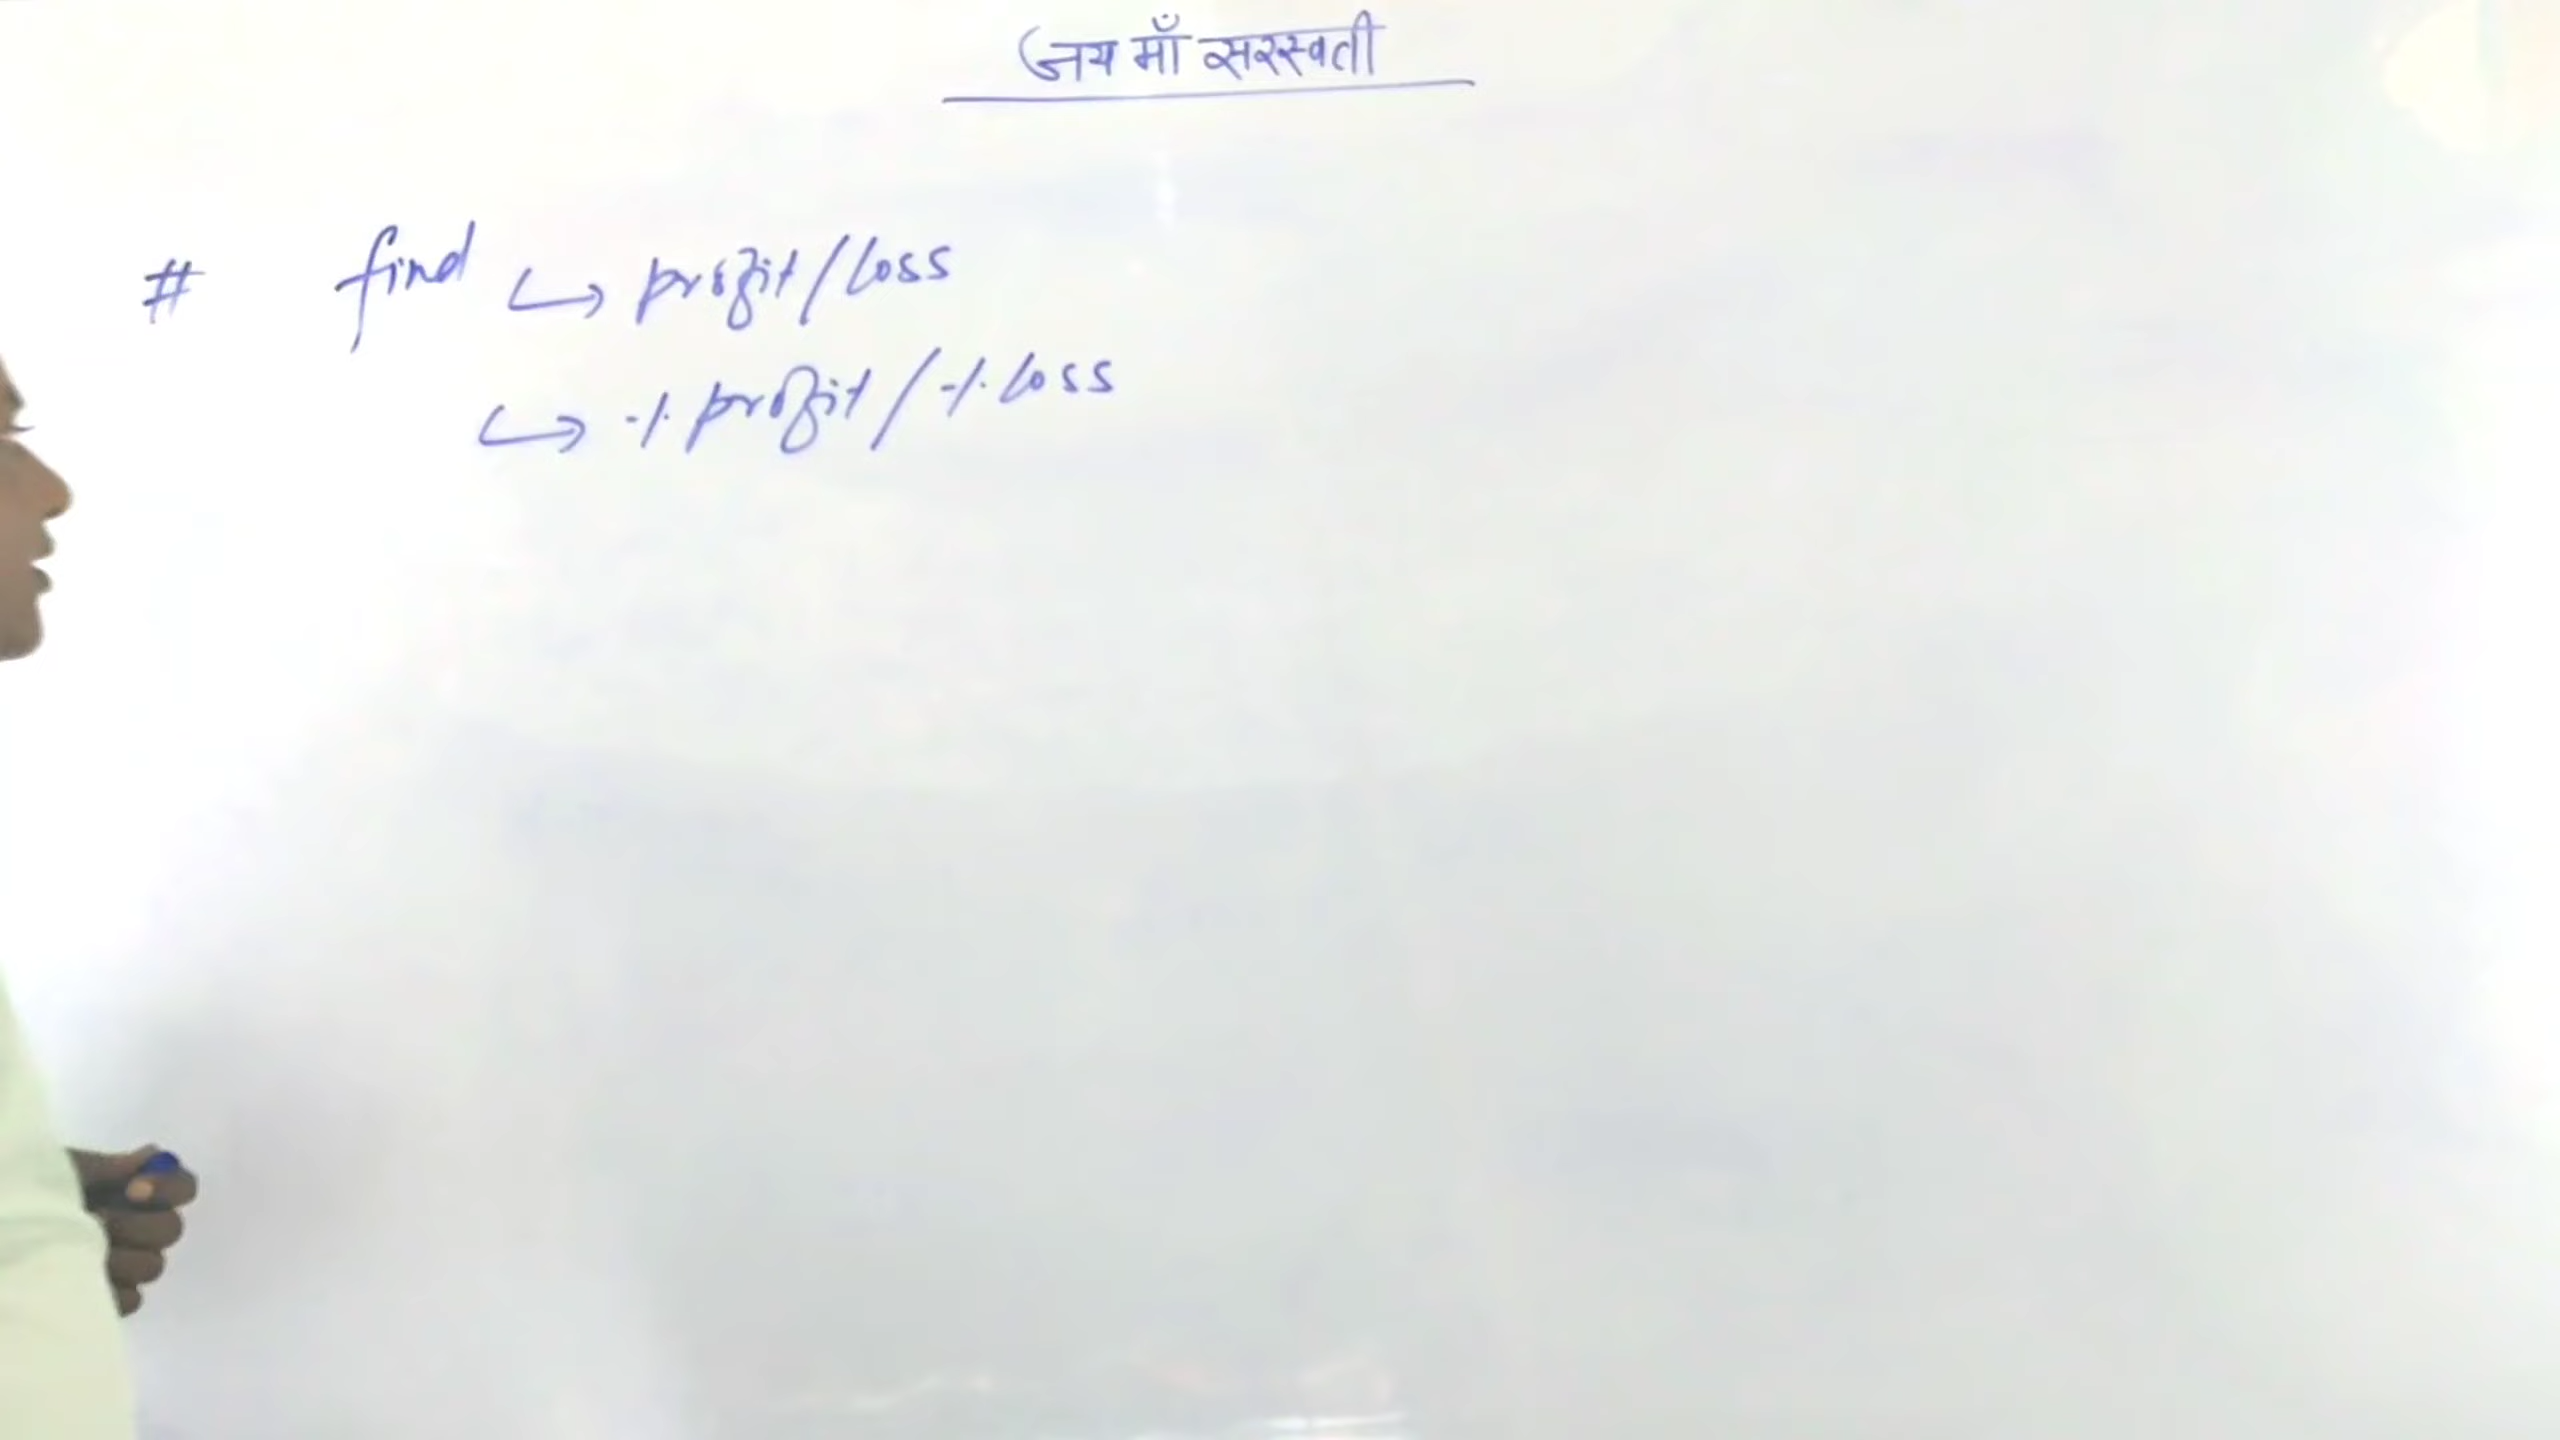 जय माँ सरस्वती
# find ↪ profit/loss
↪ % profit / % loss